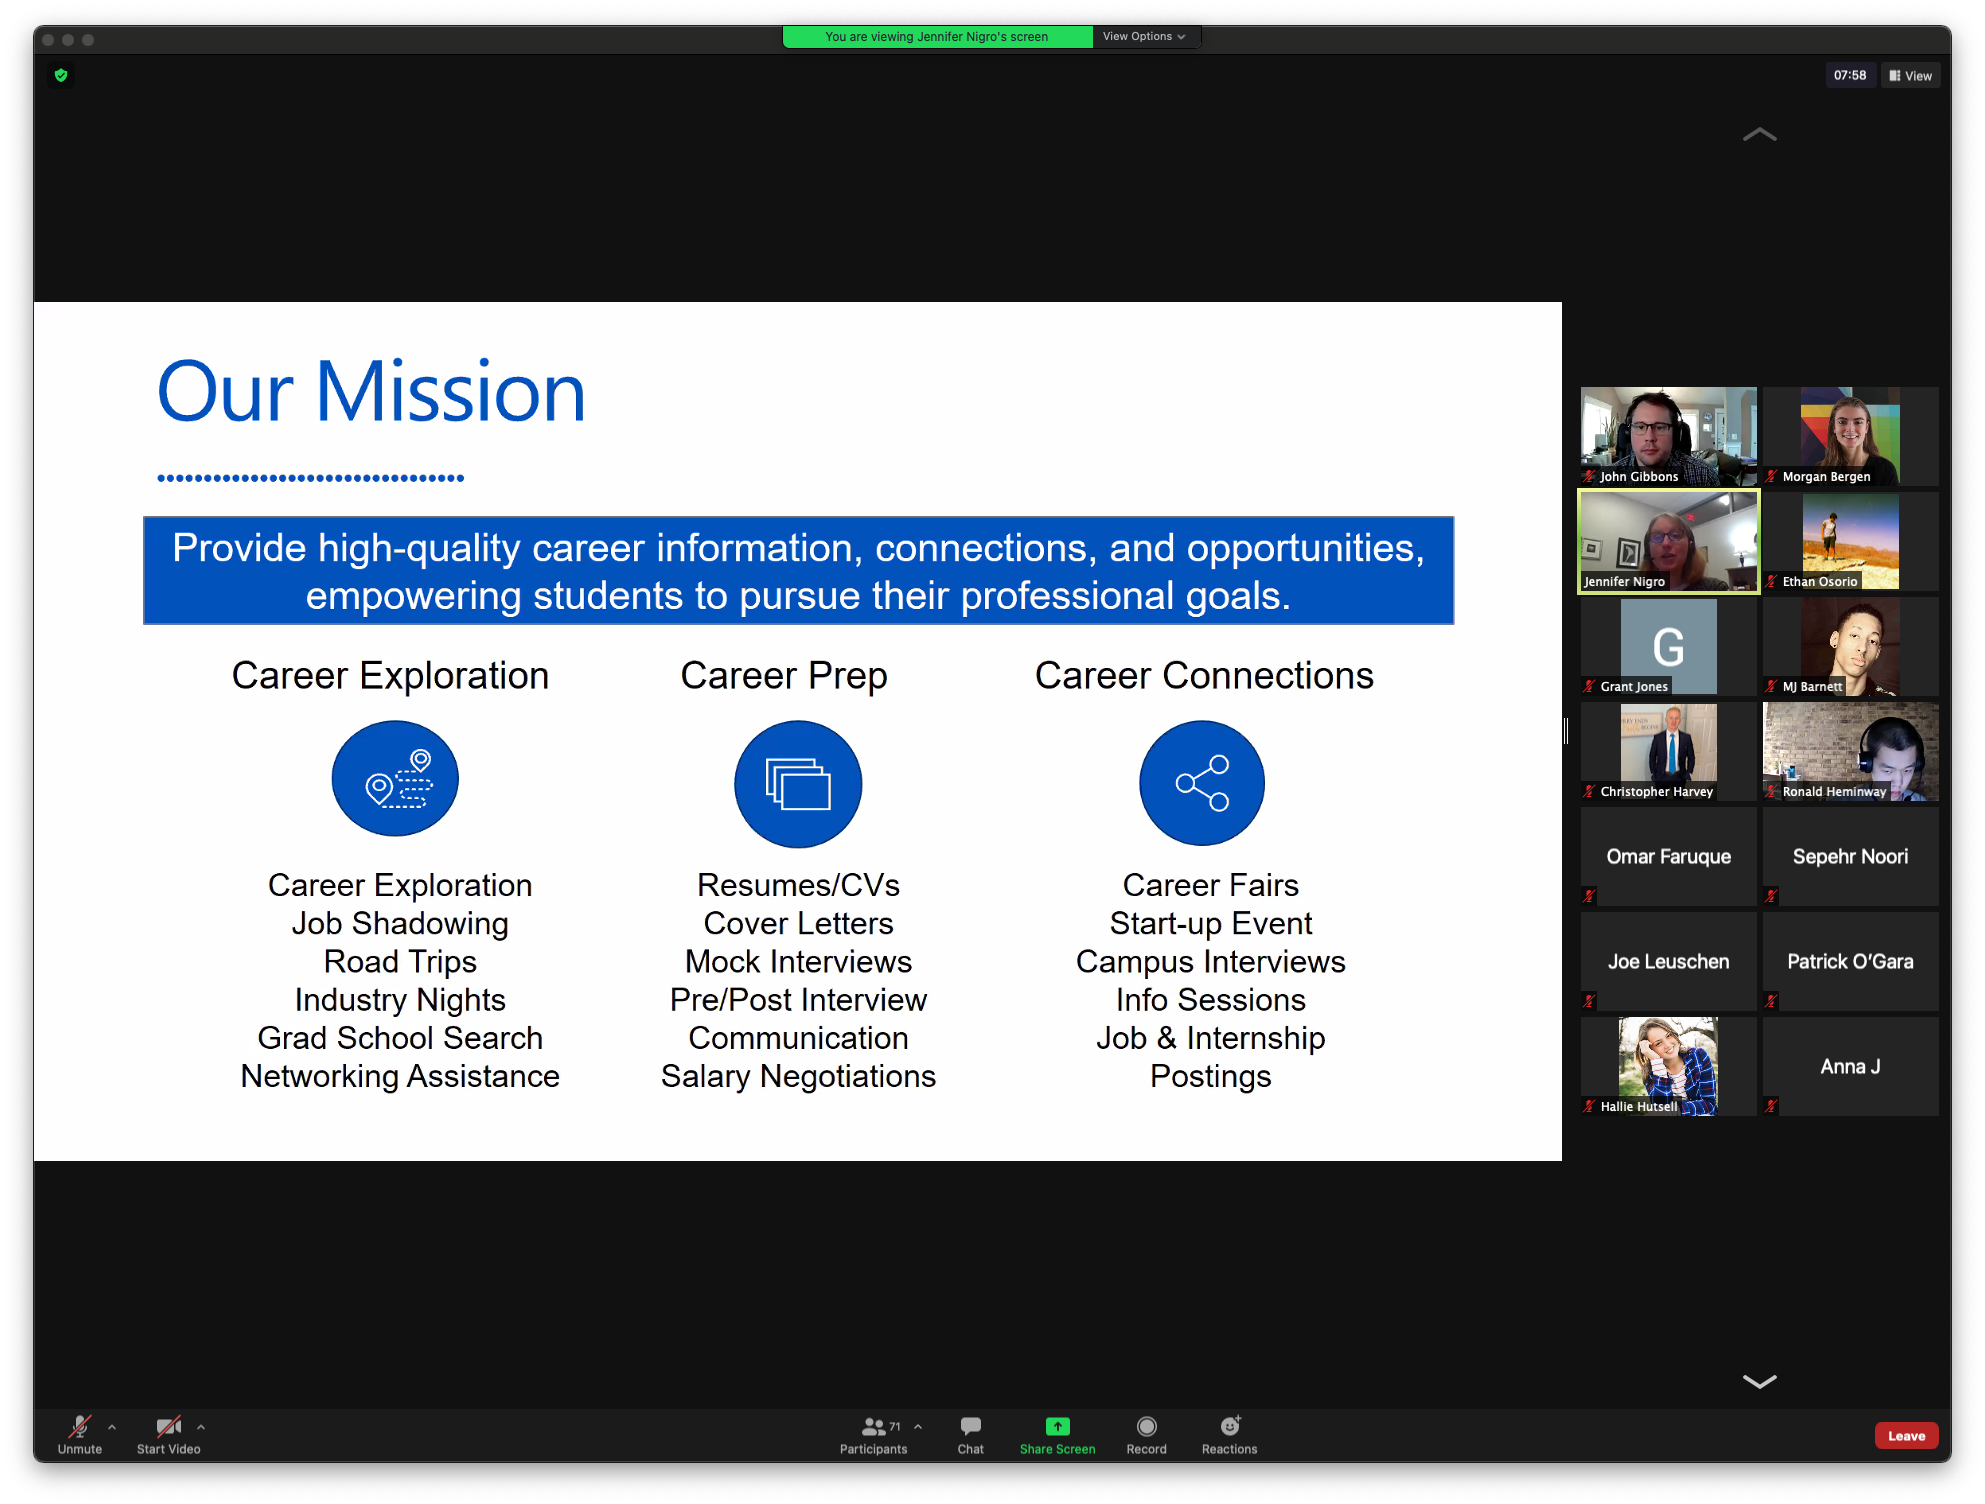 You are viewing Jennifer Nigro's screen
View Options
07:58
View
Our Mission
Provide high-quality career information, connections, and opportunities,
empowering students to pursue their professional goals.
Career Exploration
Career Exploration
Job Shadowing
Road Trips
Industry Nights
Grad School Search
Networking Assistance
Career Prep
Resumes/CVs
Cover Letters
Mock Interviews
Pre/Post Interview
Communication
Salary Negotiations
Career Connections
Career Fairs
Start-up Event
Campus Interviews
Info Sessions
Job & Internship
Postings
John Gibbons
Morgan Bergen
Jennifer Nigro
Ethan Osorio
G
Grant Jones
MJ Barnett
Christopher Harvey
Ronald Heminway
Omar Faruque
Sepehr Noori
Joe Leuschen
Patrick O'Gara
Hallie Hutsell
Anna J
Unmute
Start Video
71
Participants
Chat
Share Screen
Record
Reactions
Leave